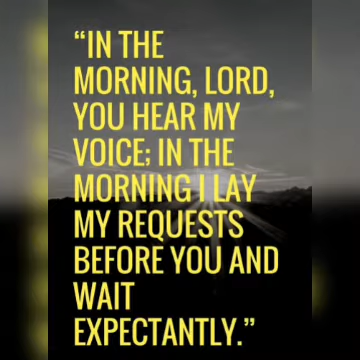 “IN THE
MORNING, LORD,
YOU HEAR MY
VOICE; IN THE
MORNING I LAY
MY REQUESTS
BEFORE YOU AND
WAIT
EXPECTANTLY.”